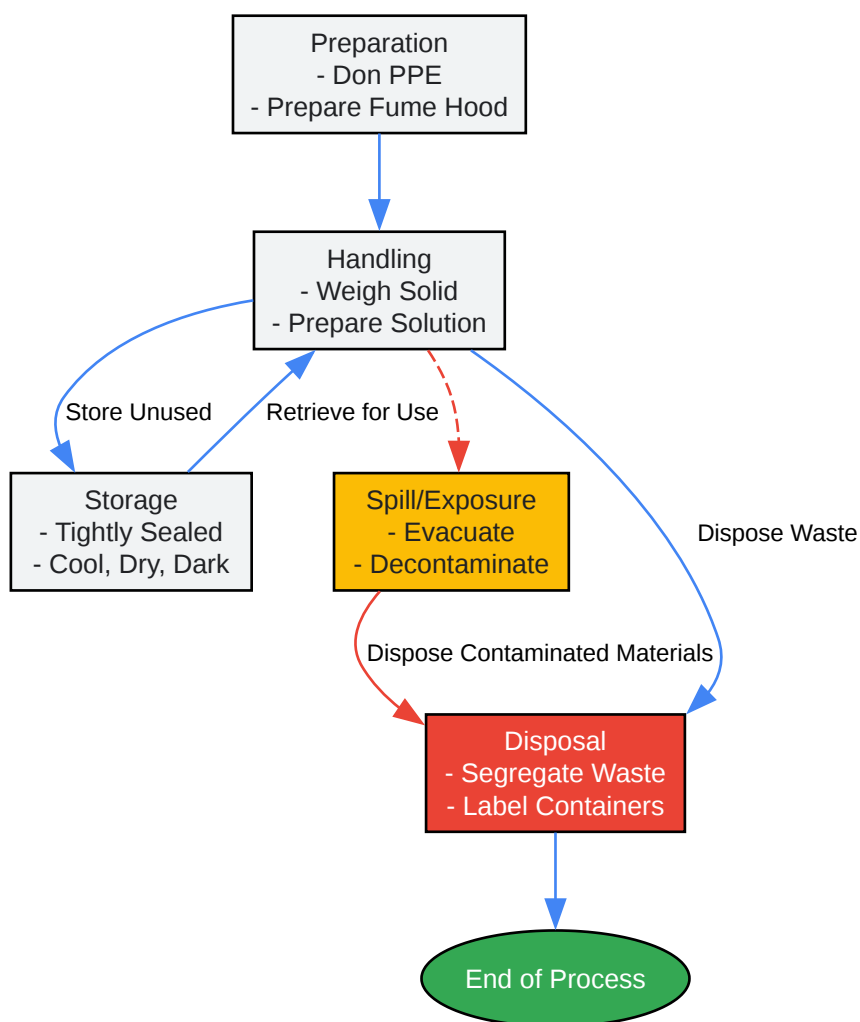 Preparation
- Don PPE
- Prepare Fume Hood
Handling
- Weigh Solid
- Prepare Solution
Store Unused
Retrieve for Use
Storage
- Tightly Sealed
- Cool, Dry, Dark
Spill/Exposure
- Evacuate
- Decontaminate
Dispose Waste
Dispose Contaminated Materials
Disposal
- Segregate Waste
- Label Containers
End of Process